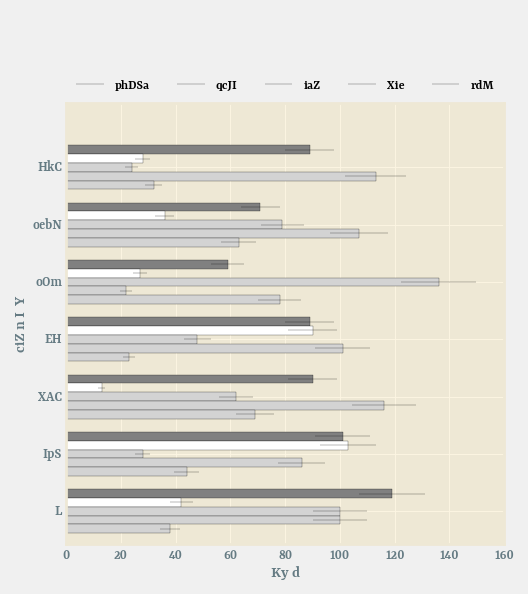 phDSa qcJI iaZ Xie rdM
HkC
oebN
oOm
EH
XAC
IpS
L
ciZ n I Y
0 20 40 60 80 100 120 140 160
Ky d